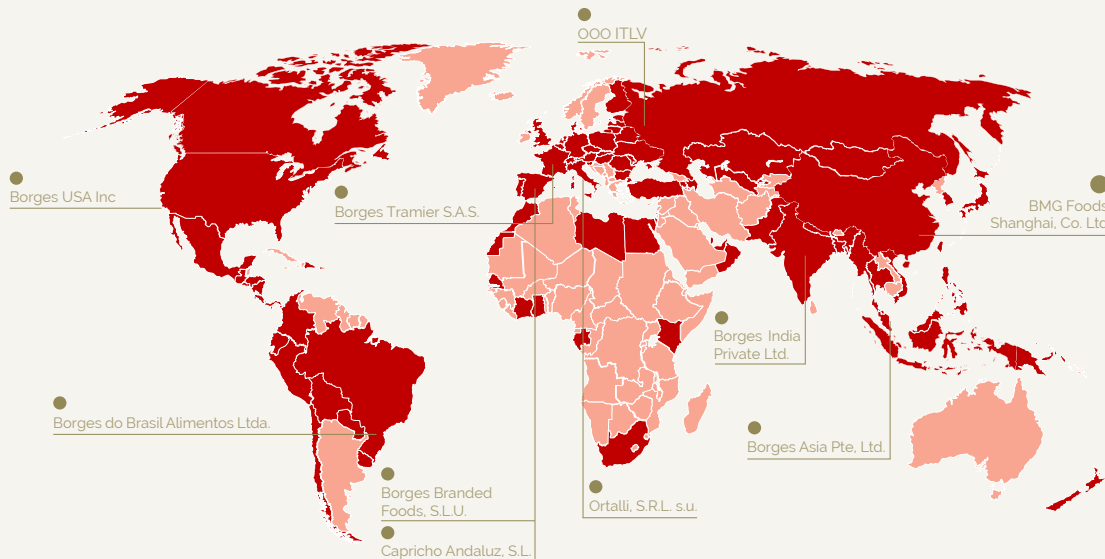 OOO ITLV
Borges USA Inc
Borges Tramier S.A.S.
BMG Foods
Shanghai, Co. Ltd
Borges India
Private Ltd.
Borges do Brasil Alimentos Ltda.
Borges Asia Pte, Ltd.
Borges Branded
Foods, S.L.U.
Ortalli, S.R.L. s.u.
Capricho Andaluz, S.L.